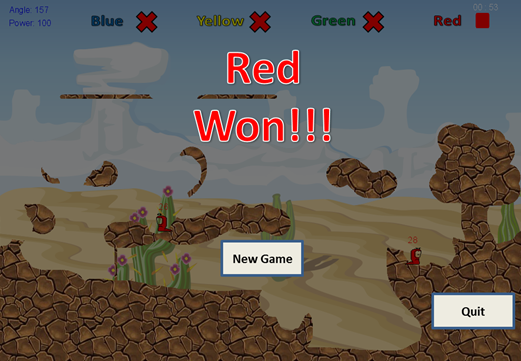 Angle: 157
Power: 100
Blue Yellow Green Red
00 : 53
Red
Won!!!
28
New Game
Quit